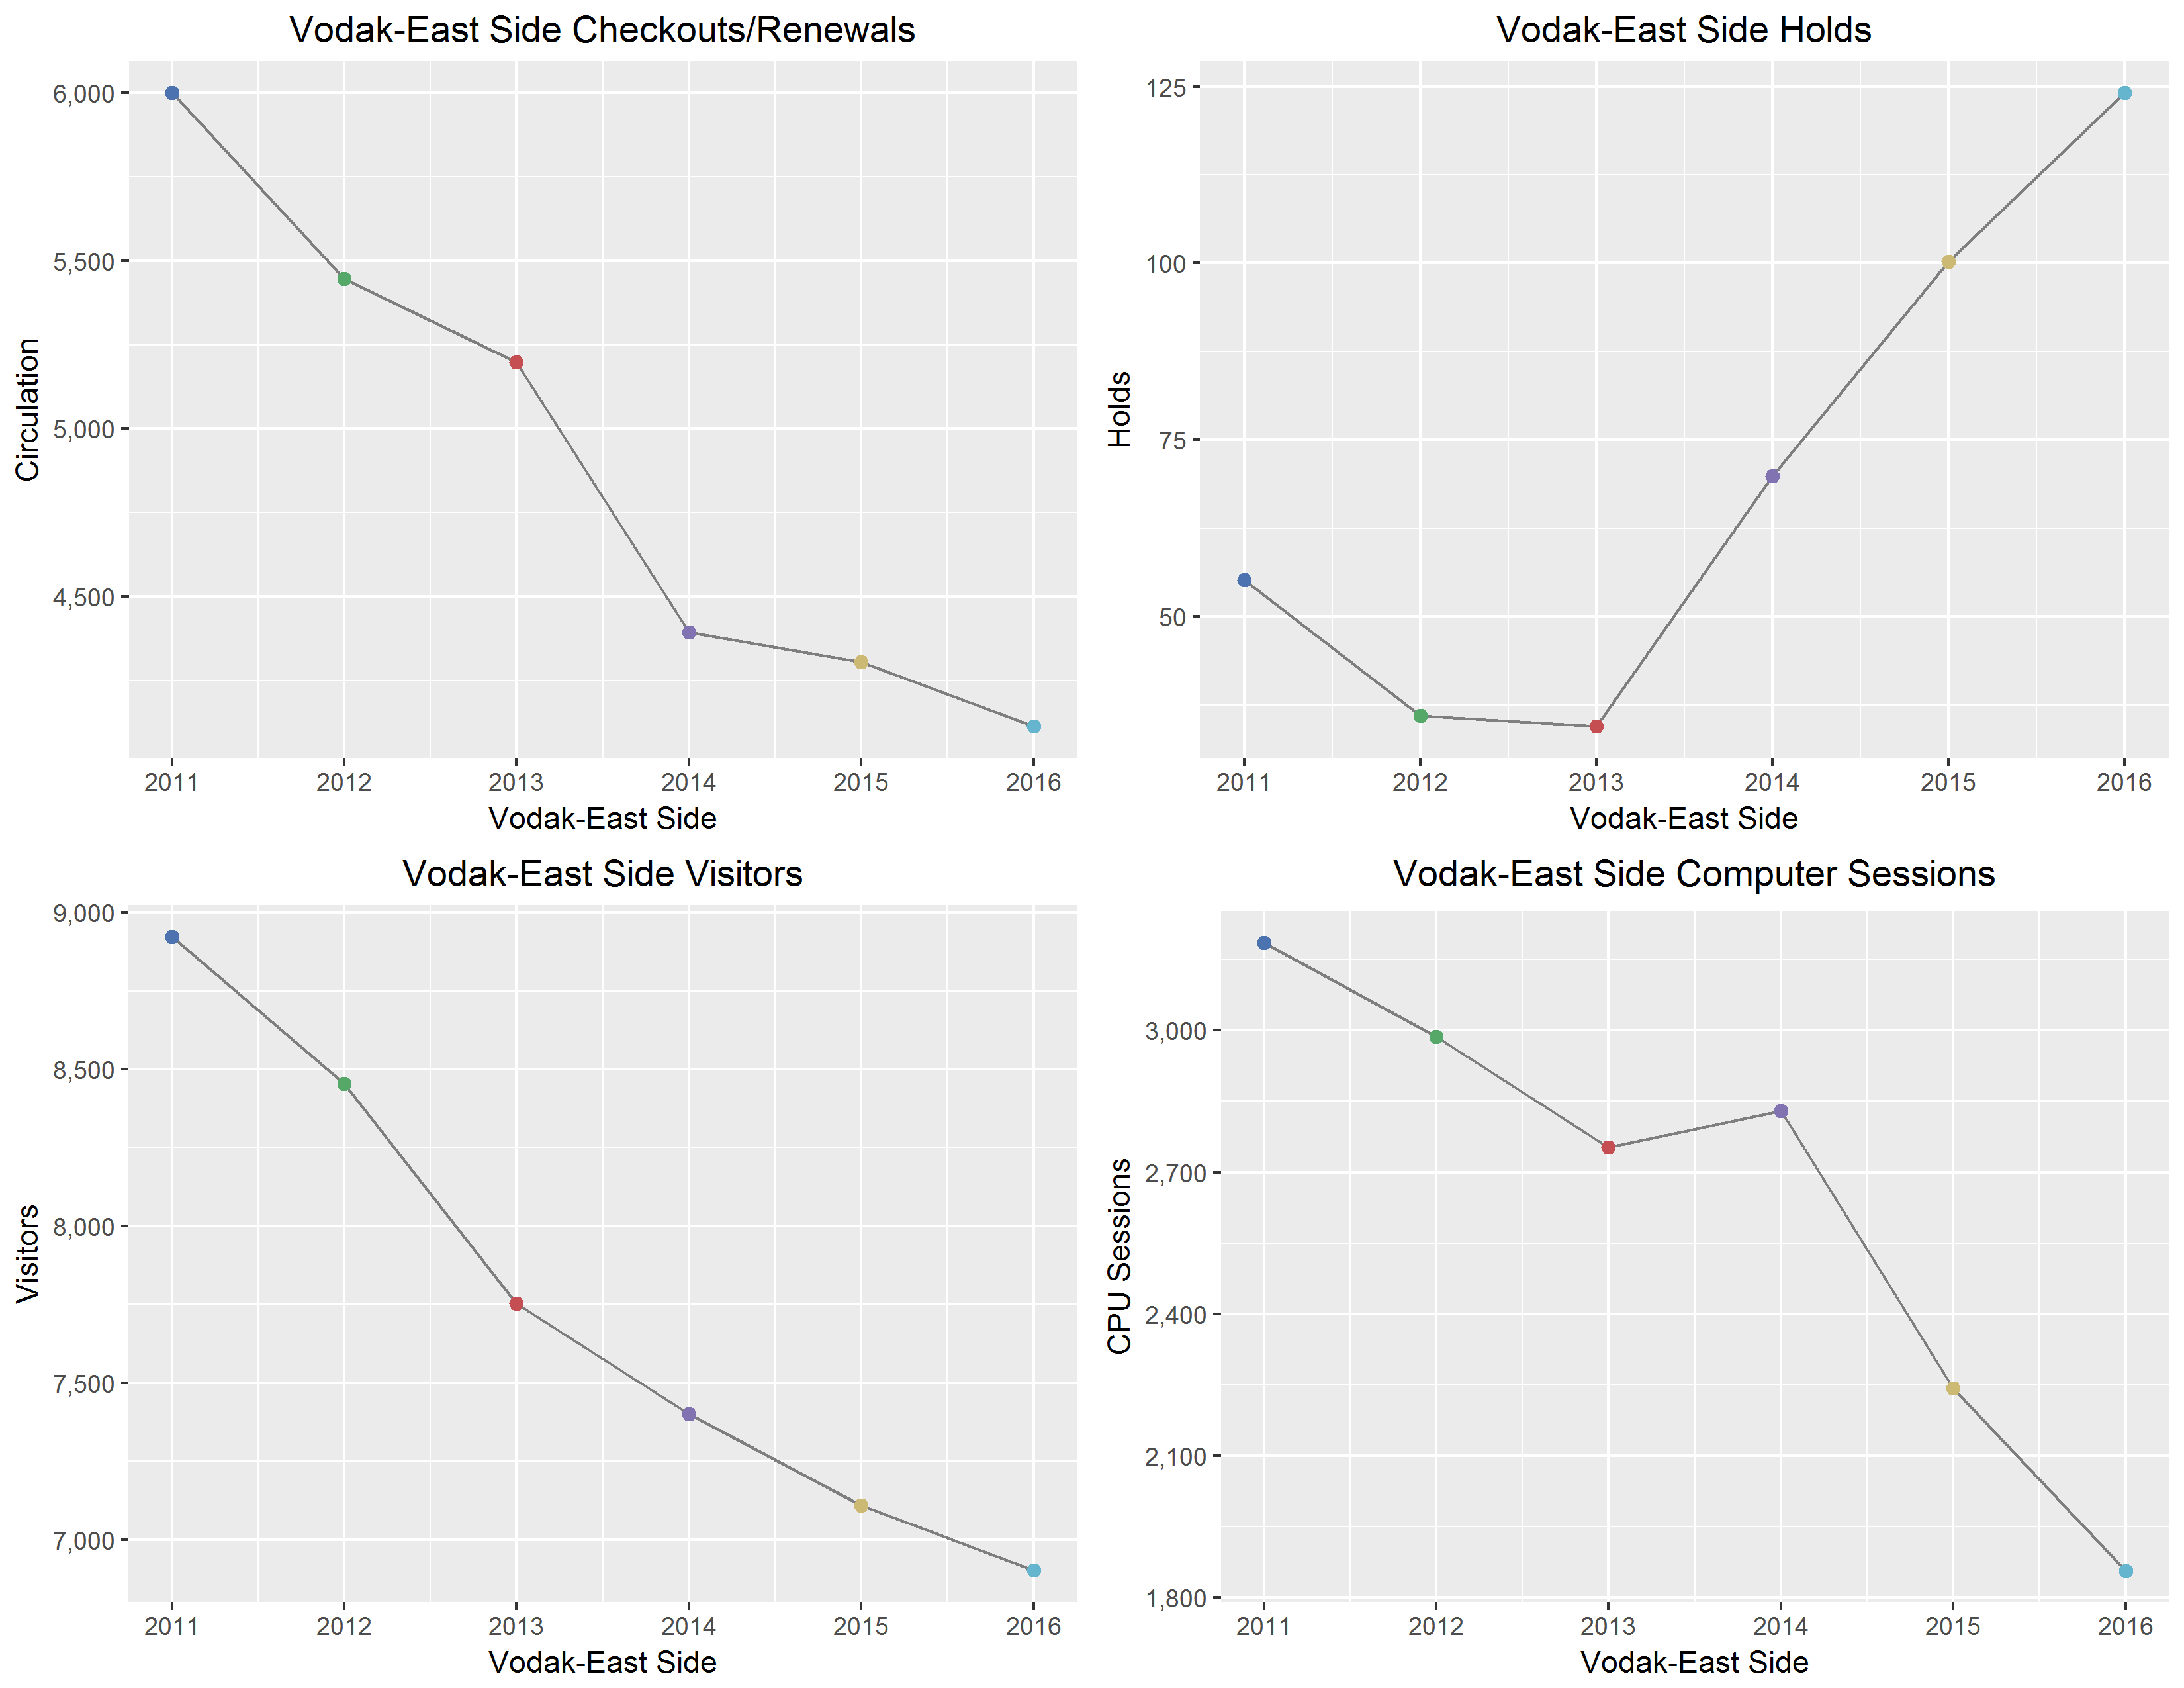 Vodak-East Side Checkouts/Renewals
6,000
5,500
5,000
4,500
Circulation
2011 2012 2013 2014 2015 2016
Vodak-East Side
Vodak-East Side Holds
125
100
75
50
Holds
2011 2012 2013 2014 2015 2016
Vodak-East Side
Vodak-East Side Visitors
9,000
8,500
8,000
7,500
7,000
Visitors
2011 2012 2013 2014 2015 2016
Vodak-East Side
Vodak-East Side Computer Sessions
3,000
2,700
2,400
2,100
1,800
CPU Sessions
2011 2012 2013 2014 2015 2016
Vodak-East Side